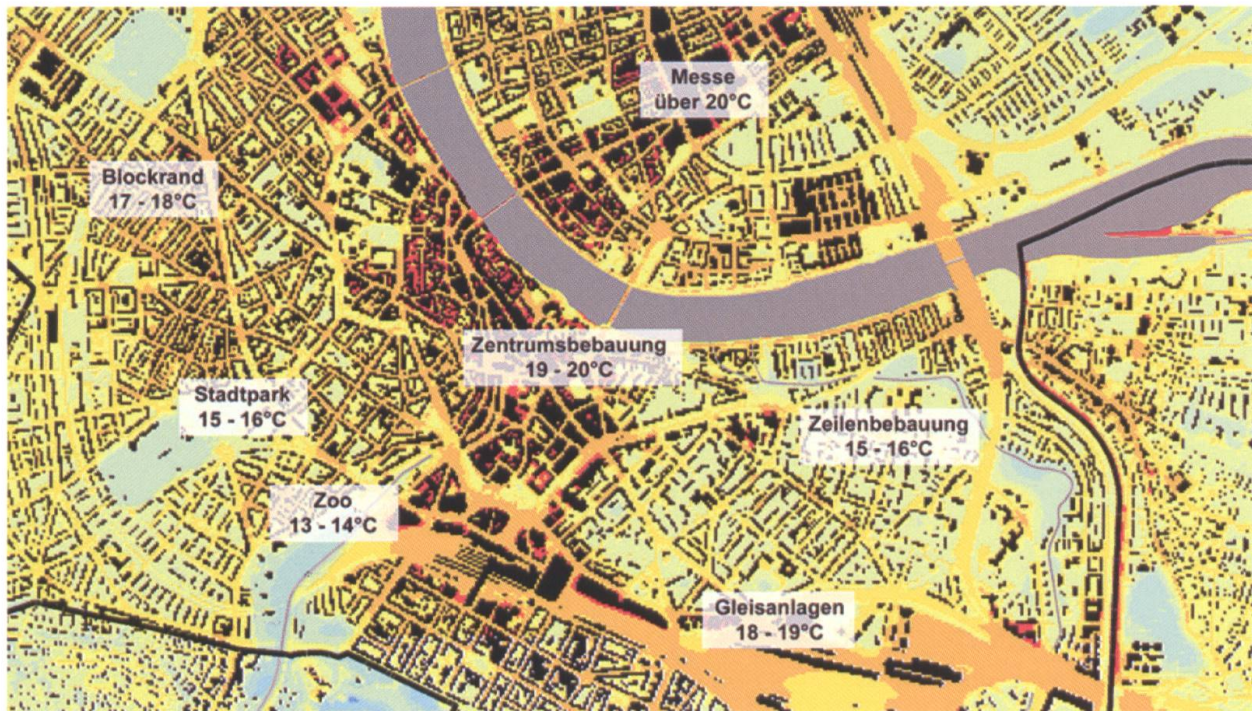 Messe
über 20°C
Blockrand
17 - 18°C
Zentrumsbebauung
19 - 20°C
Stadtpark
15 - 16°C
Zeilenbebauung
15 - 16°C
Zoo
13 - 14°C
Gleisanlagen
18 - 19°C